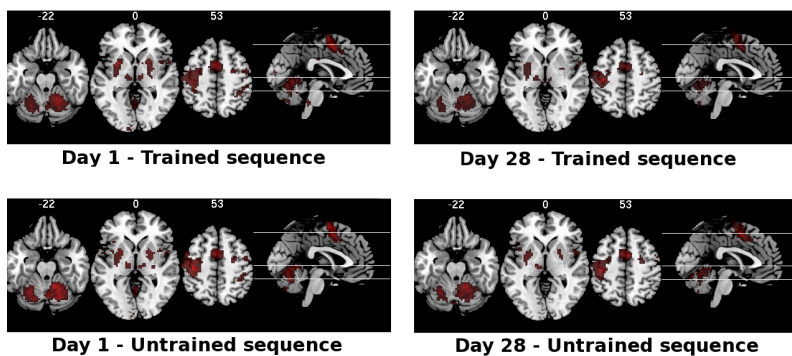 -22 0 53
Day 1 - Trained sequence
-22 0 53
Day 28 - Trained sequence
-22 0 53
Day 1 - Untrained sequence
-22 0 53
Day 28 - Untrained sequence